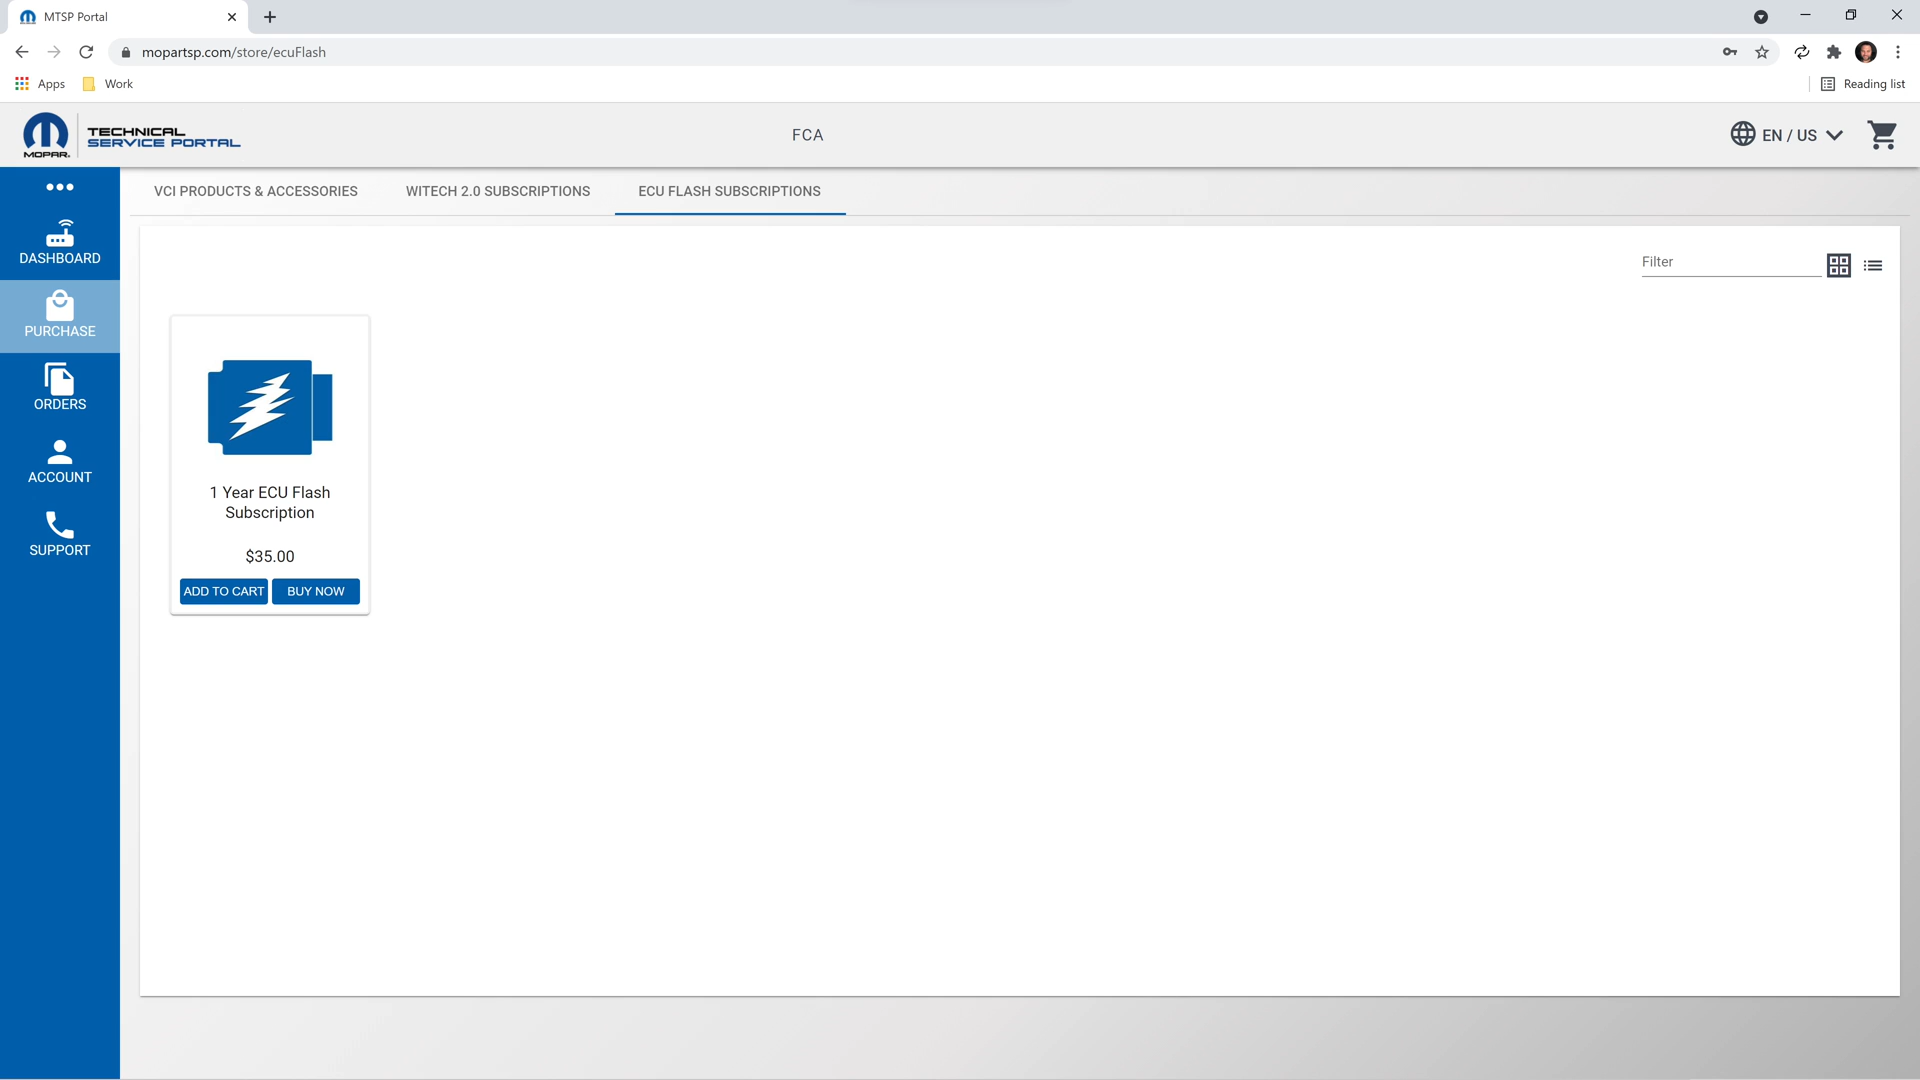 MTSP Portal
mopartsp.com/store/ecuFlash
Apps
Work
Reading list
MOPAR.
TECHNICAL
SERVICE PORTAL
FCA
EN / US
VCI PRODUCTS & ACCESSORIES
WITECH 2.0 SUBSCRIPTIONS
ECU FLASH SUBSCRIPTIONS
DASHBOARD
PURCHASE
ORDERS
ACCOUNT
SUPPORT
Filter
1 Year ECU Flash
Subscription
$35.00
ADD TO CART
BUY NOW